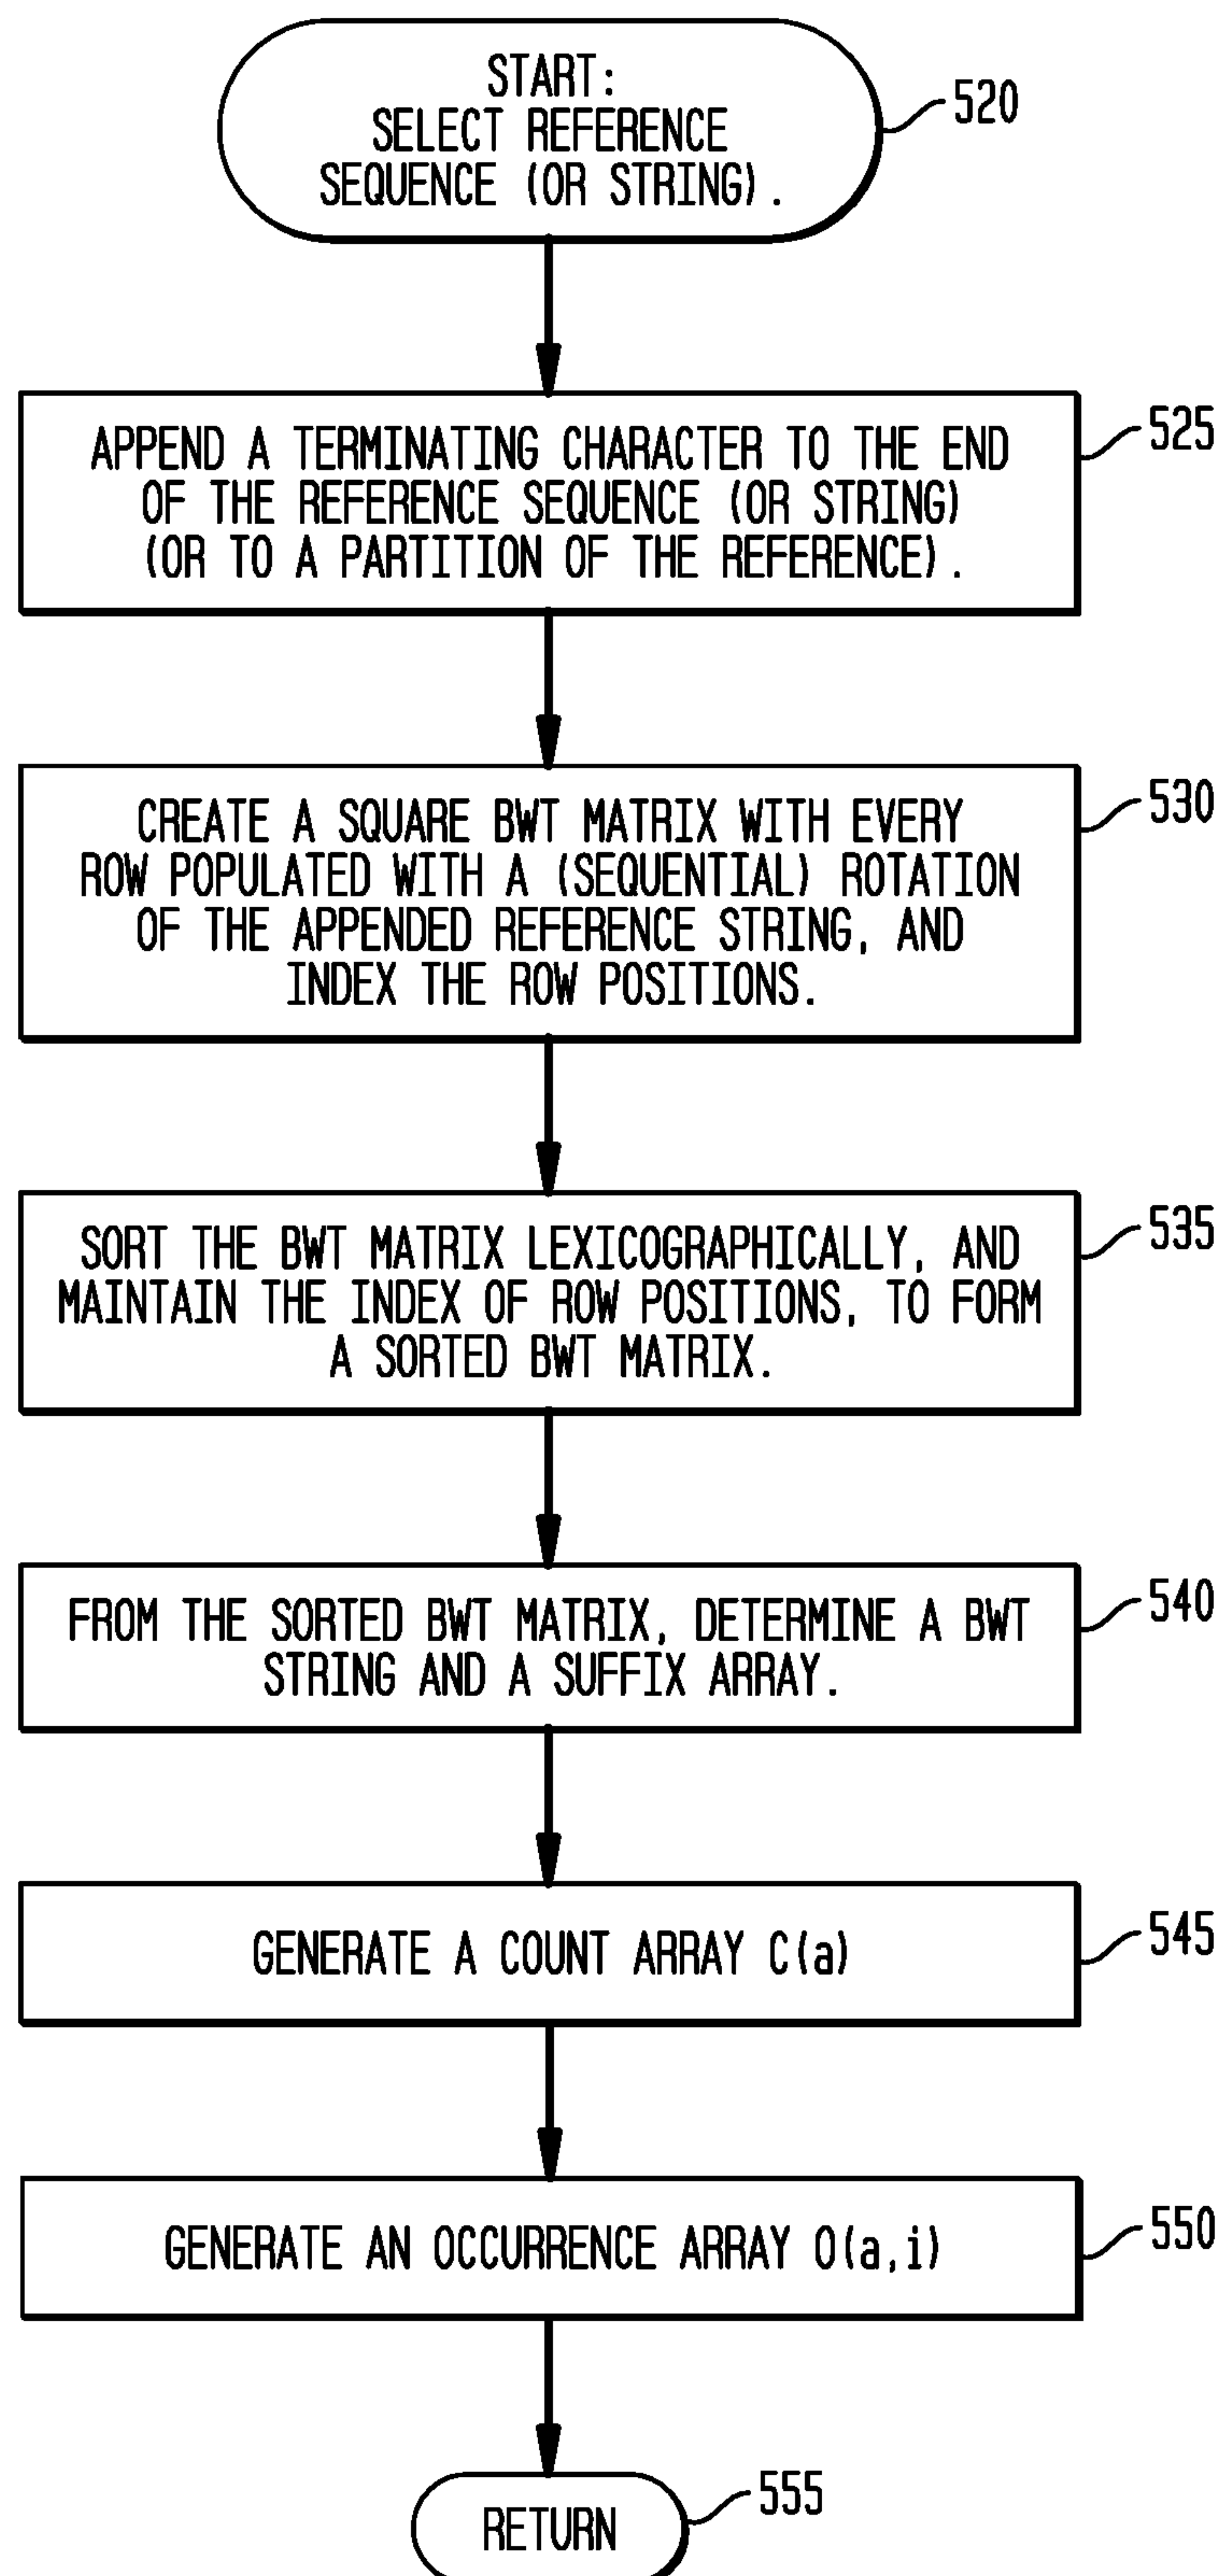 START:
SELECT REFERENCE
SEQUENCE (OR STRING).
520
APPEND A TERMINATING CHARACTER TO THE END
OF THE REFERENCE SEQUENCE (OR STRING)
(OR TO A PARTITION OF THE REFERENCE).
525
CREATE A SQUARE BWT MATRIX WITH EVERY
ROW POPULATED WITH A (SEQUENTIAL) ROTATION
OF THE APPENDED REFERENCE STRING, AND
INDEX THE ROW POSITIONS.
530
SORT THE BWT MATRIX LEXICOGRAPHICALLY, AND
MAINTAIN THE INDEX OF ROW POSITIONS, TO FORM
A SORTED BWT MATRIX.
535
FROM THE SORTED BWT MATRIX, DETERMINE A BWT
STRING AND A SUFFIX ARRAY.
540
GENERATE A COUNT ARRAY C(a)
545
GENERATE AN OCCURRENCE ARRAY O(a,i)
550
RETURN
555